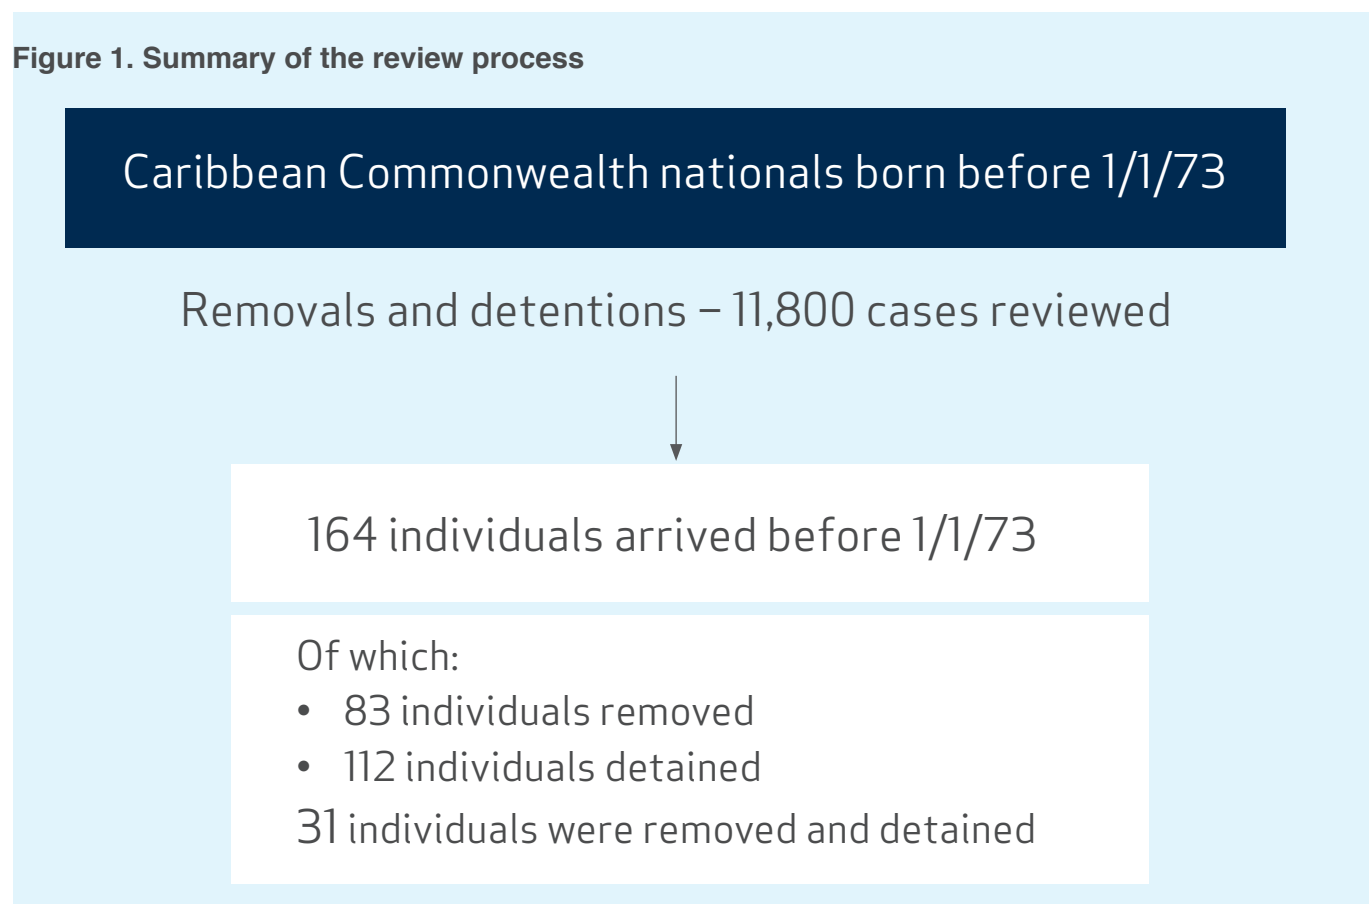 Figure 1. Summary of the review process
Caribbean Commonwealth nationals born before 1/1/73
Removals and detentions – 11,800 cases reviewed
164 individuals arrived before 1/1/73
Of which:
• 83 individuals removed
• 112 individuals detained
31 individuals were removed and detained